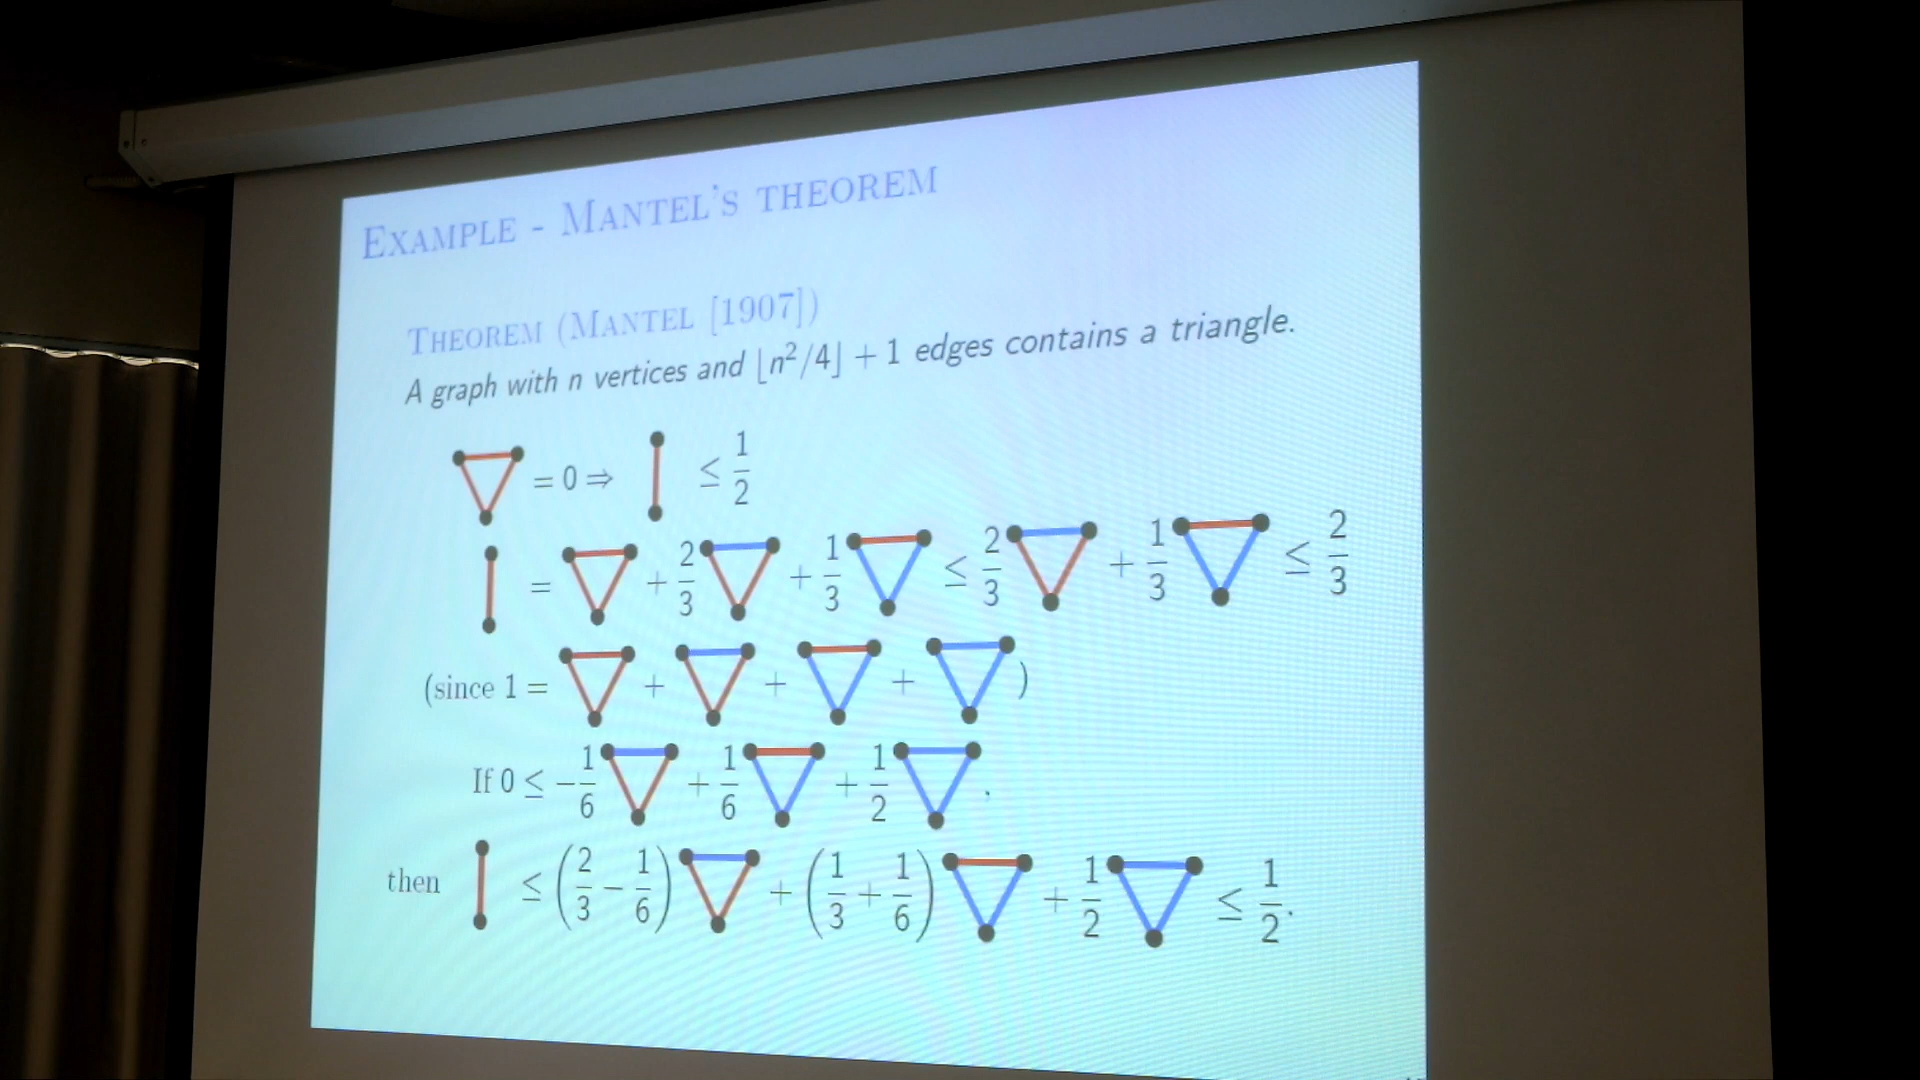 EXAMPLE - MANTEL'S THEOREM
THEOREM (MANTEL [1907])
A graph with n vertices and ⌊n²/4⌋ + 1 edges contains a triangle.
= 0 ⇒ ≤ 1/2
= + 2/3 + 1/3 ≤ 2/3 + 1/3 ≤ 2/3
(since 1 = + + + )
If 0 ≤ − 1/6 + 1/6 + 1/2 ,
then ≤ (2/3 − 1/6) + (1/3 + 1/6) + 1/2 ≤ 1/2.